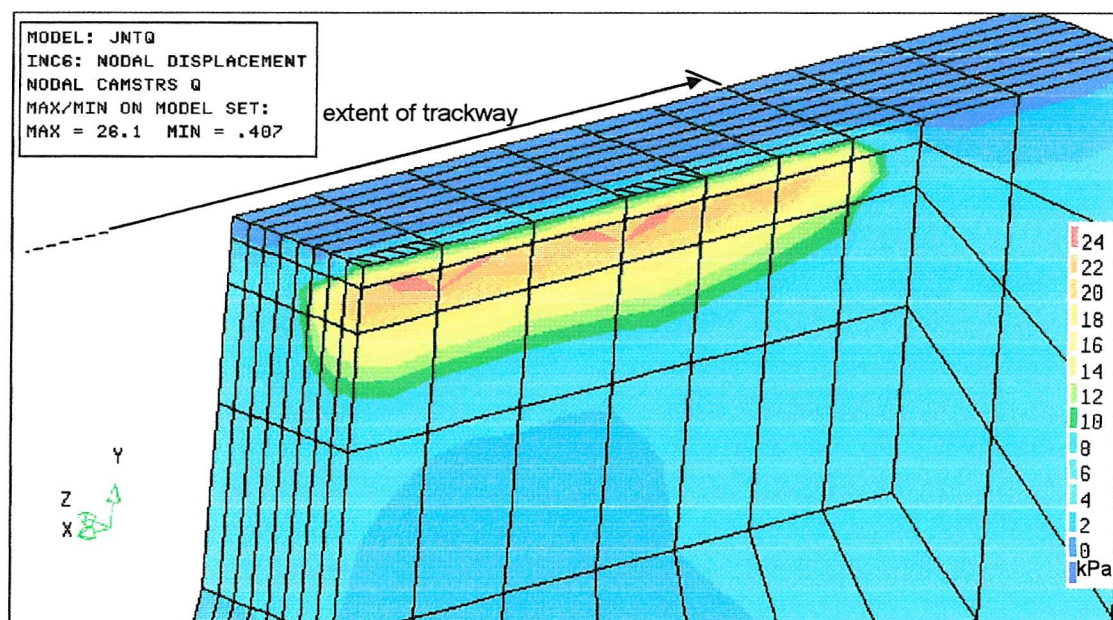 MODEL: JNTQ
INC6: NODAL DISPLACEMENT
NODAL CAMSTRS Q
MAX/MIN ON MODEL SET:
MAX = 26.1 MIN = .407
extent of trackway
24
22
20
18
16
14
12
10
8
6
4
2
0
kPa
Y
Z
X